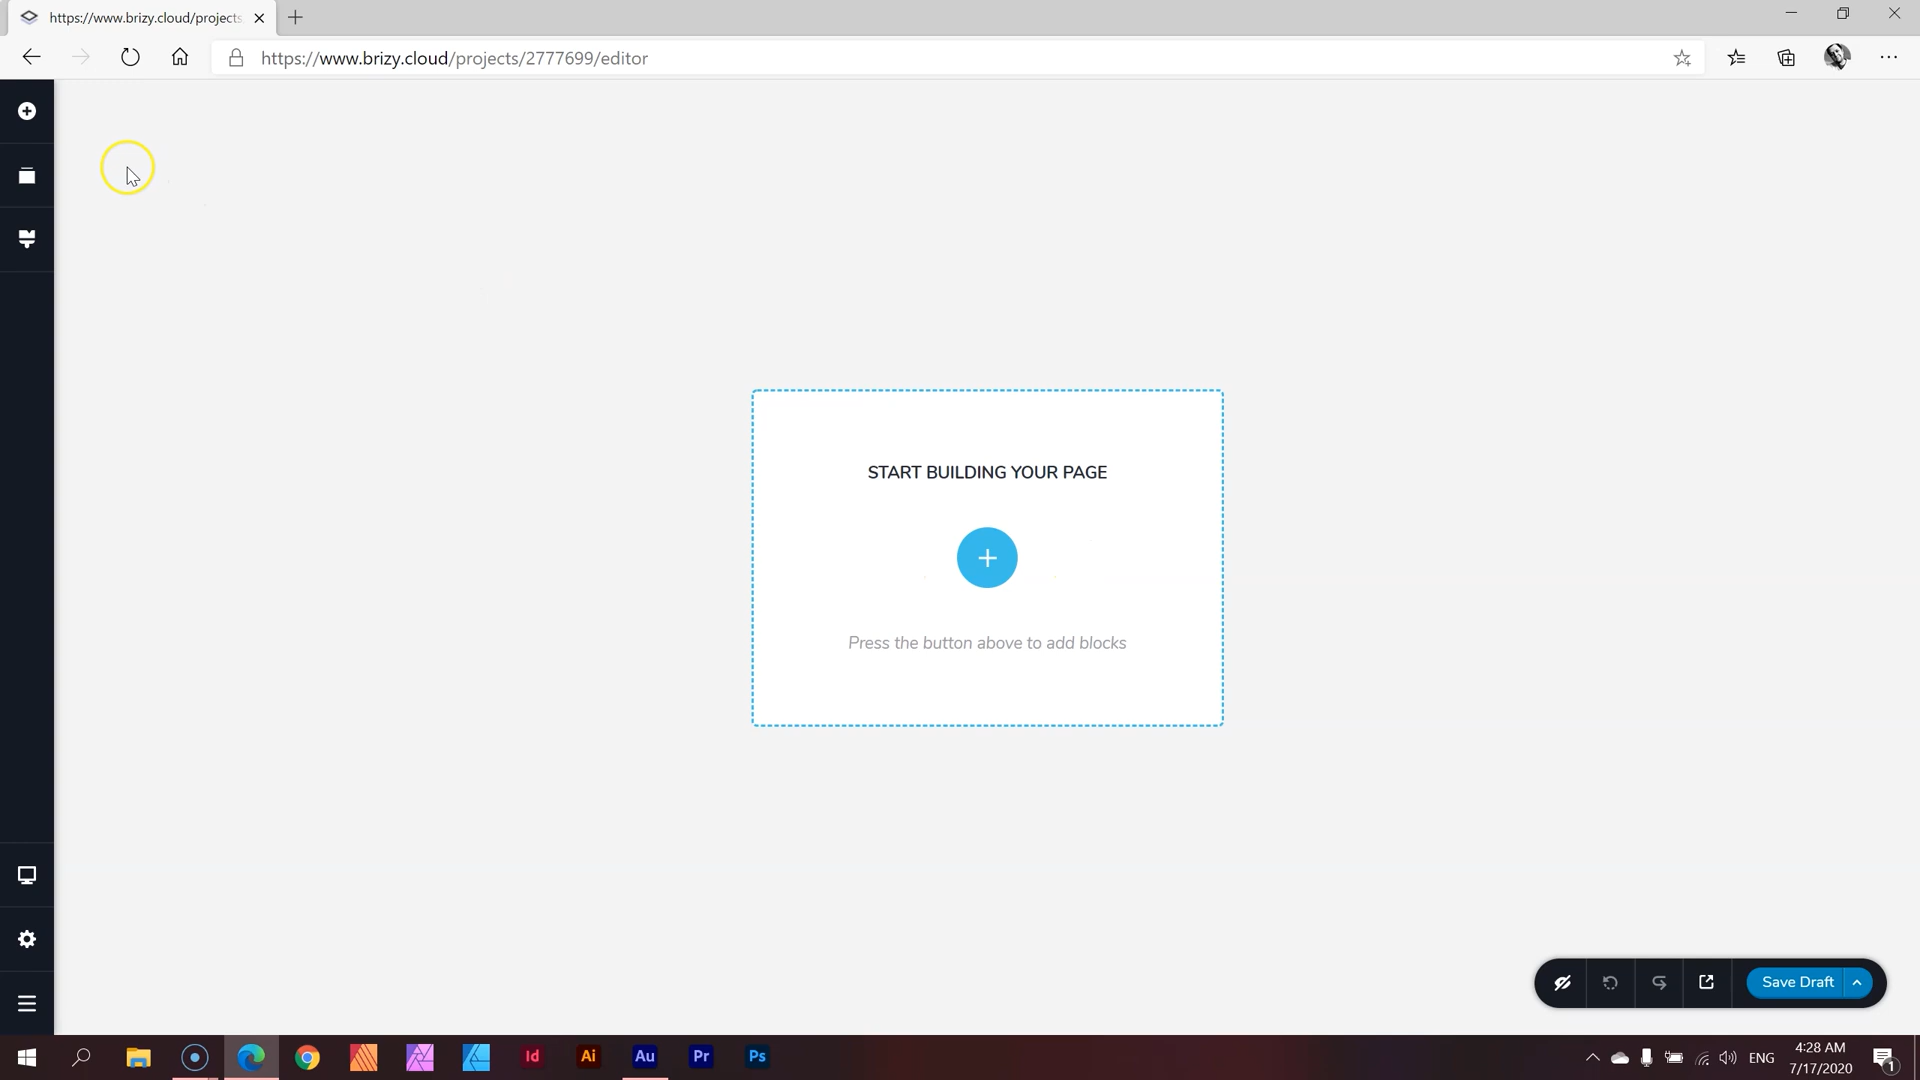 https://www.brizy.cloud/projects
https://www.brizy.cloud/projects/2777699/editor
START BUILDING YOUR PAGE
Press the button above to add blocks
Save Draft
Id
Ai
Au
Pr
Ps
ENG
4:28 AM
7/17/2020
1